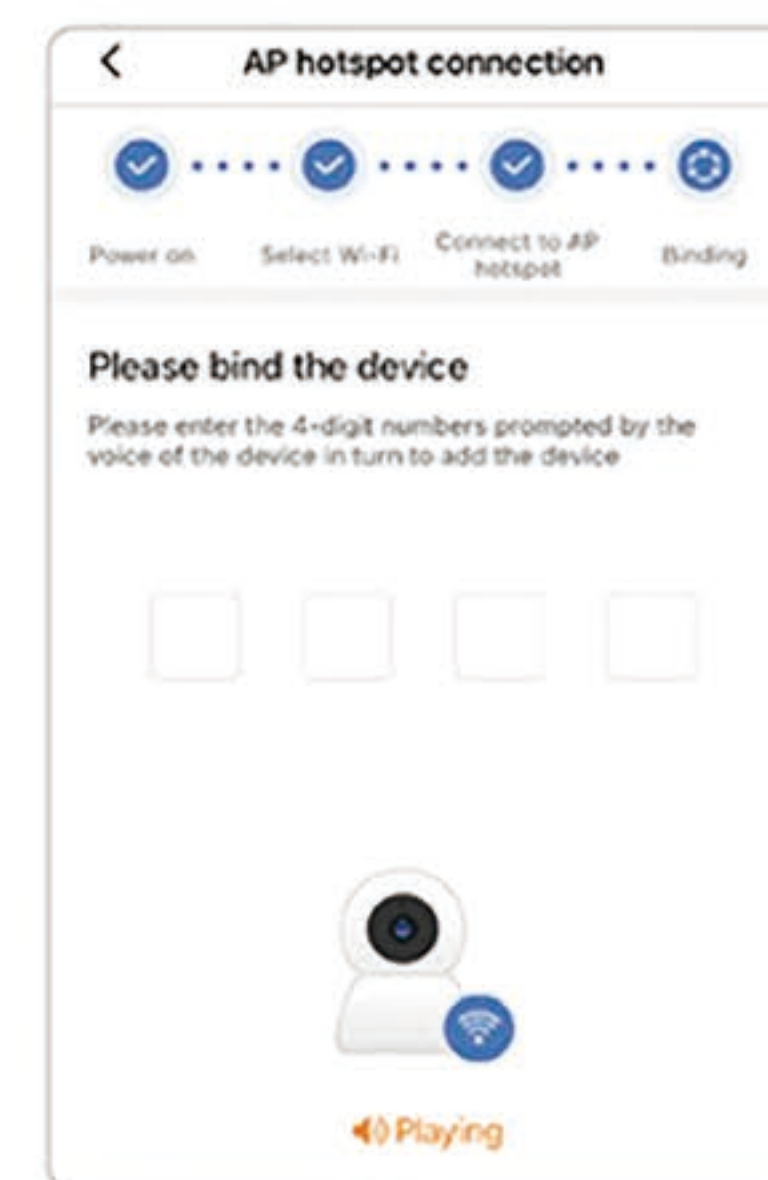 AP hotspot connection
Power on
Select Wi-Fi
Connect to AP
hotspot
Binding
Please bind the device
Please enter the 4-digit numbers prompted by the
voice of the device in turn to add the device
Playing